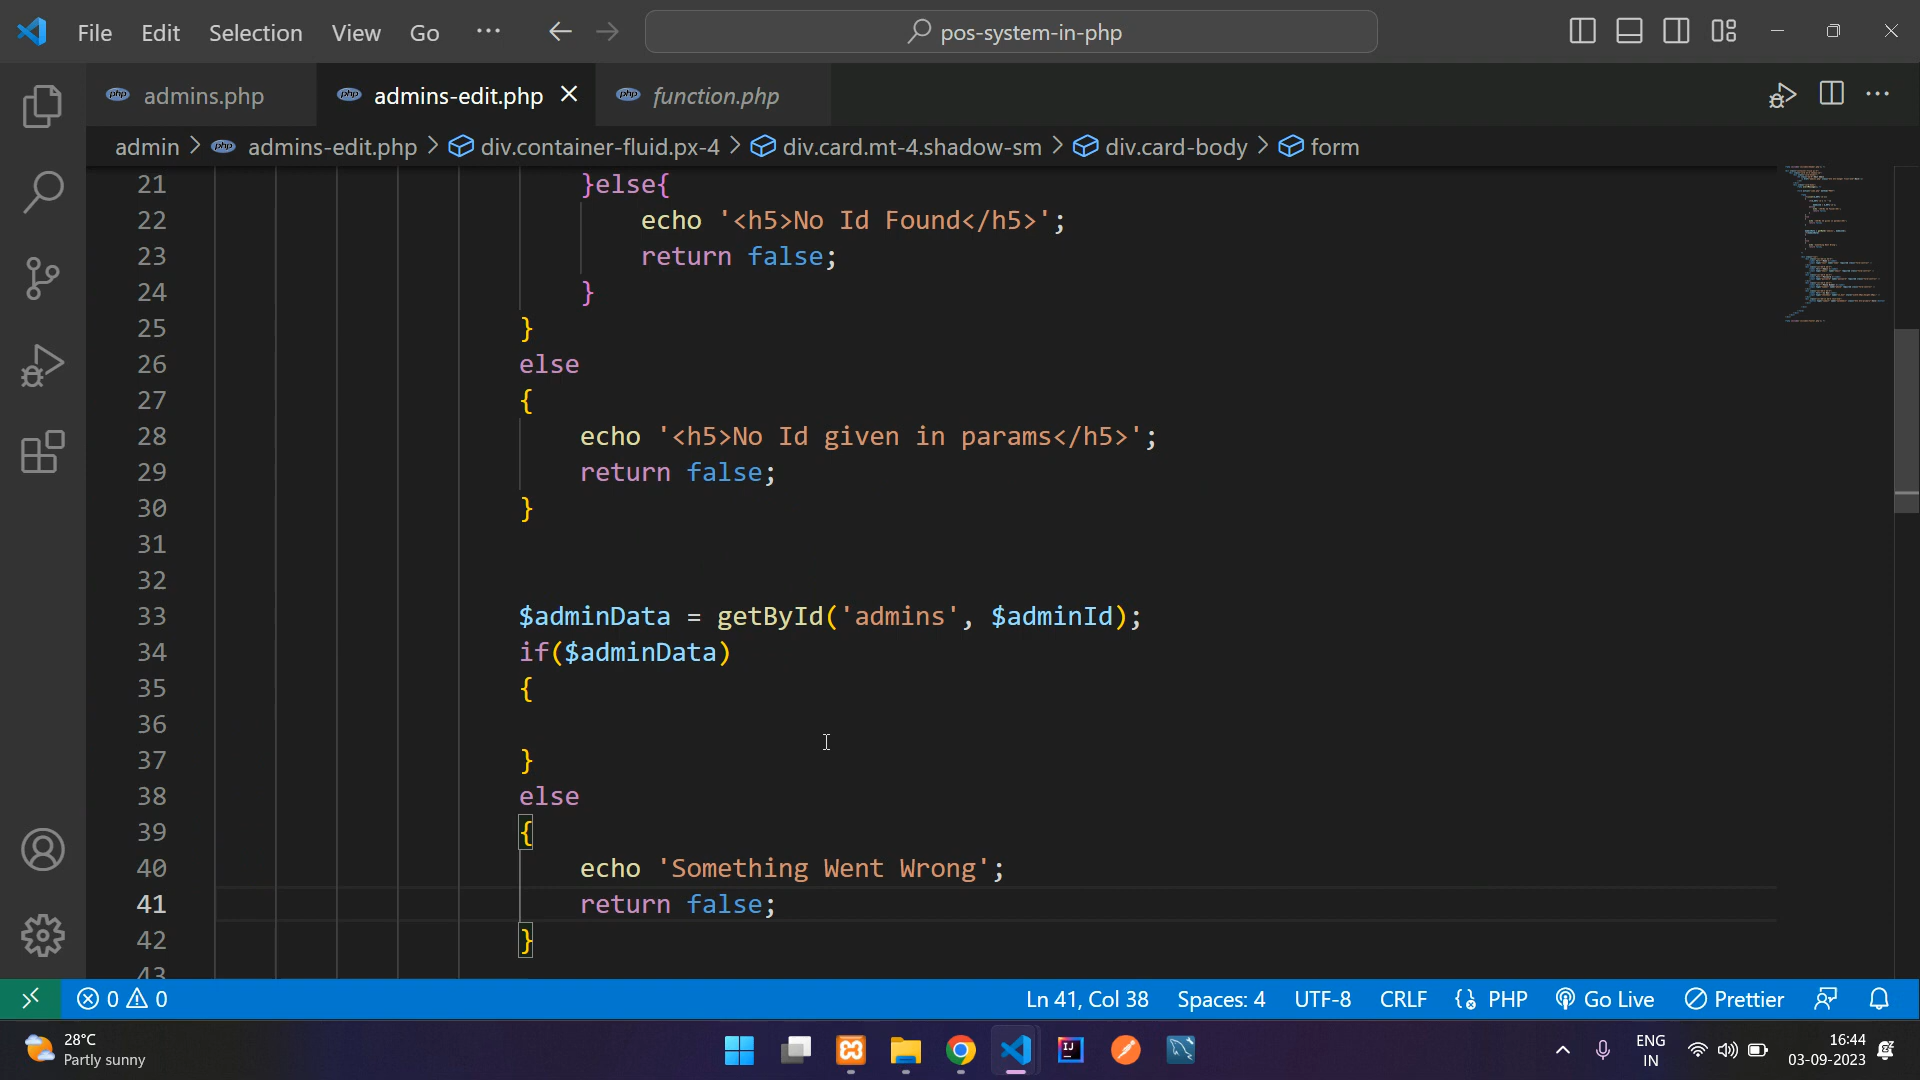 File Edit Selection View Go ··· pos-system-in-php
php admins.php php admins-edit.php php function.php
admin > php admins-edit.php > div.container-fluid.px-4 > div.card.mt-4.shadow-sm > div.card-body > form
21 }else{
22 echo '<h5>No Id Found</h5>';
23 return false;
24 }
25 }
26 else
27 {
28 echo '<h5>No Id given in params</h5>';
29 return false;
30 }
31
32
33 $adminData = getById('admins', $adminId);
34 if($adminData)
35 {
36
37 }
38 else
39 {
40 echo 'Something Went Wrong';
41 return false;
42 }
43
0 0 Ln 41, Col 38 Spaces: 4 UTF-8 CRLF PHP Go Live Prettier
28°C
Partly sunny
IJ
ENG
IN
16:44
03-09-2023